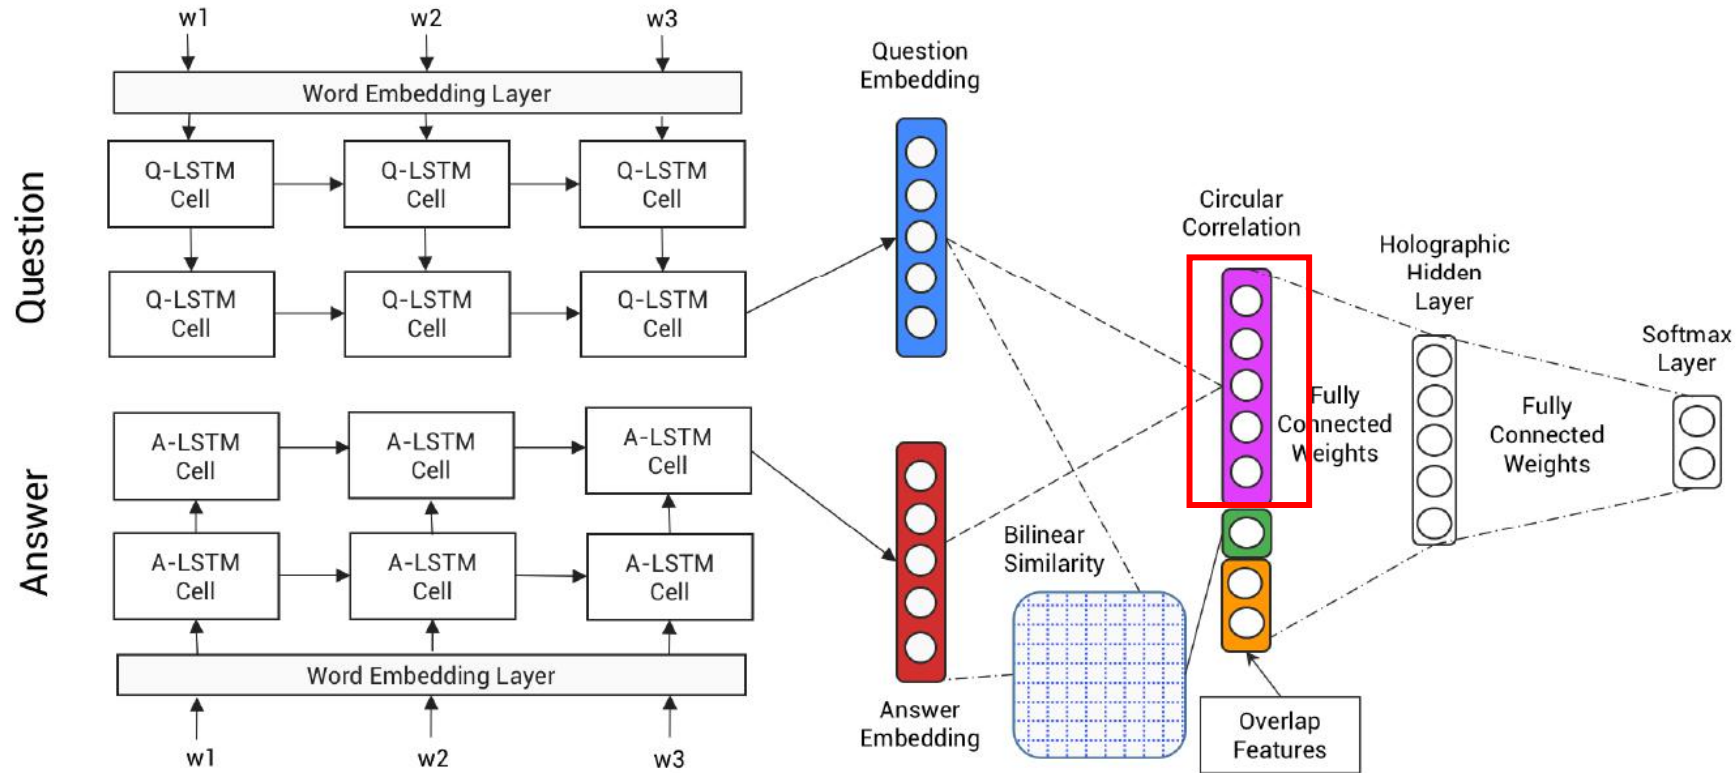 w1
w2
w3
Word Embedding Layer
Question
Q-LSTM
Cell
Q-LSTM
Cell
Q-LSTM
Cell
Q-LSTM
Cell
Q-LSTM
Cell
Q-LSTM
Cell
Answer
A-LSTM
Cell
A-LSTM
Cell
A-LSTM
Cell
A-LSTM
Cell
A-LSTM
Cell
A-LSTM
Cell
Word Embedding Layer
w1
w2
w3
Question
Embedding
Answer
Embedding
Bilinear
Similarity
Circular
Correlation
Fully
Connected
Weights
Overlap
Features
Holographic
Hidden
Layer
Fully
Connected
Weights
Softmax
Layer